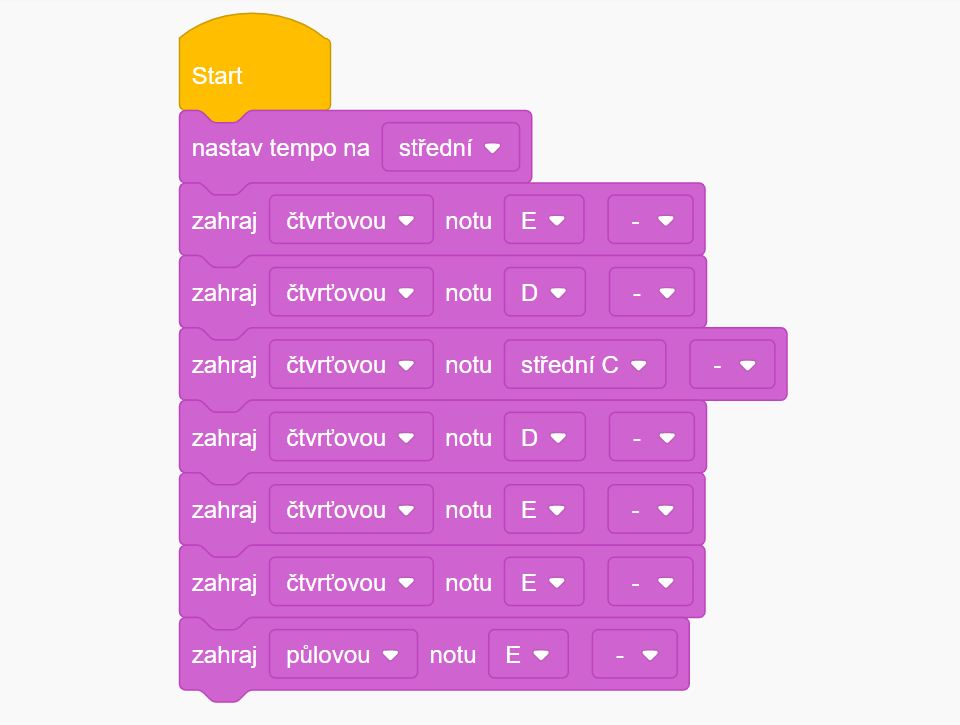 Start
nastav tempo na střední
zahraj čtvrťovou notu E -
zahraj čtvrťovou notu D -
zahraj čtvrťovou notu střední C -
zahraj čtvrťovou notu D -
zahraj čtvrťovou notu E -
zahraj čtvrťovou notu E -
zahraj půlovou notu E -